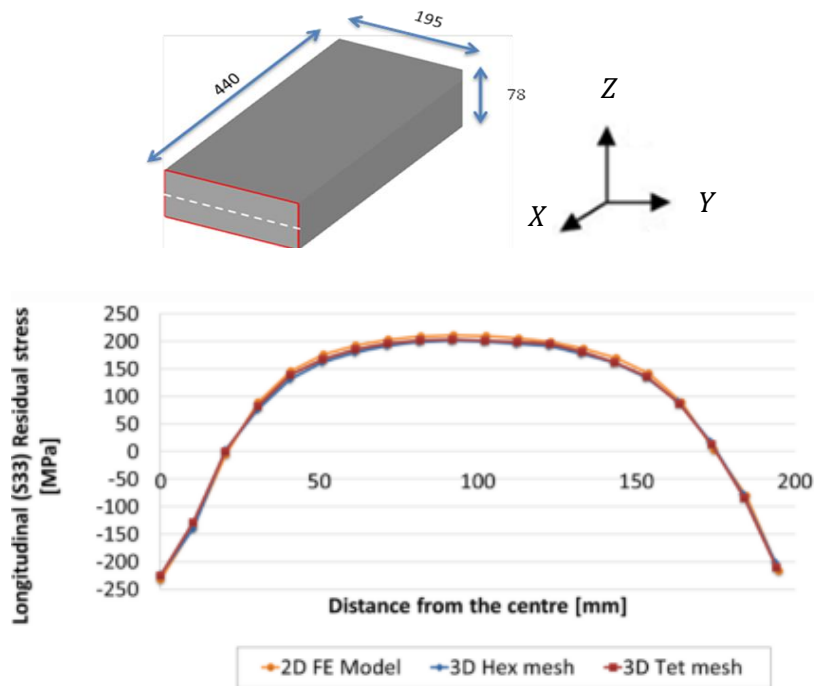 195
440
78
Z
X
Y
Longitudinal (S33) Residual stress
[MPa]
250
200
150
100
50
0
-50
-100
-150
-200
-250
0
50
100
150
200
Distance from the centre [mm]
2D FE Model
3D Hex mesh
3D Tet mesh